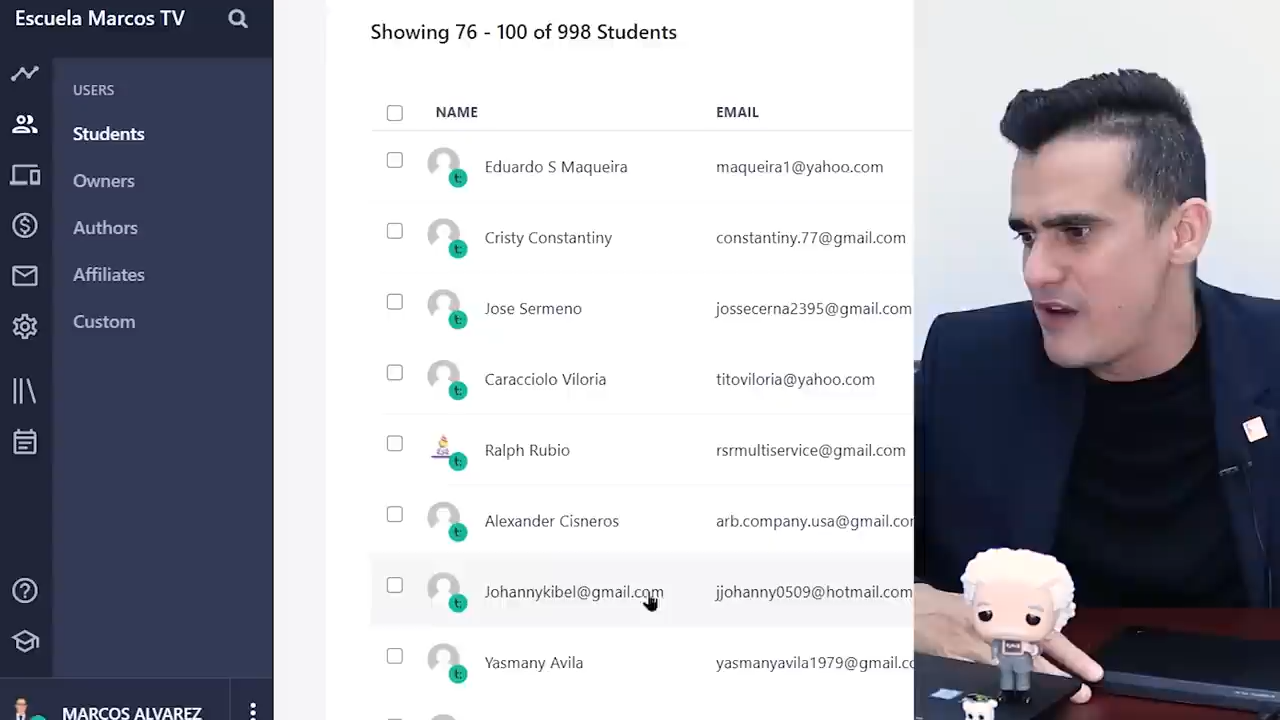 Escuela Marcos TV
USERS
Students
Owners
Authors
Affiliates
Custom
MARCOS ALVAREZ
Showing 76 - 100 of 998 Students
NAME EMAIL
Eduardo S Maqueira maqueira1@yahoo.com
Cristy Constantiny constantiny.77@gmail.com
Jose Sermeno jossecerna2395@gmail.com
Caracciolo Viloria titoviloria@yahoo.com
Ralph Rubio rsrmultiservice@gmail.com
Alexander Cisneros arb.company.usa@gmail.co
Johannykibel@gmail.com jjohanny0509@hotmail.com
Yasmany Avila yasmanyavila1979@gmail.c